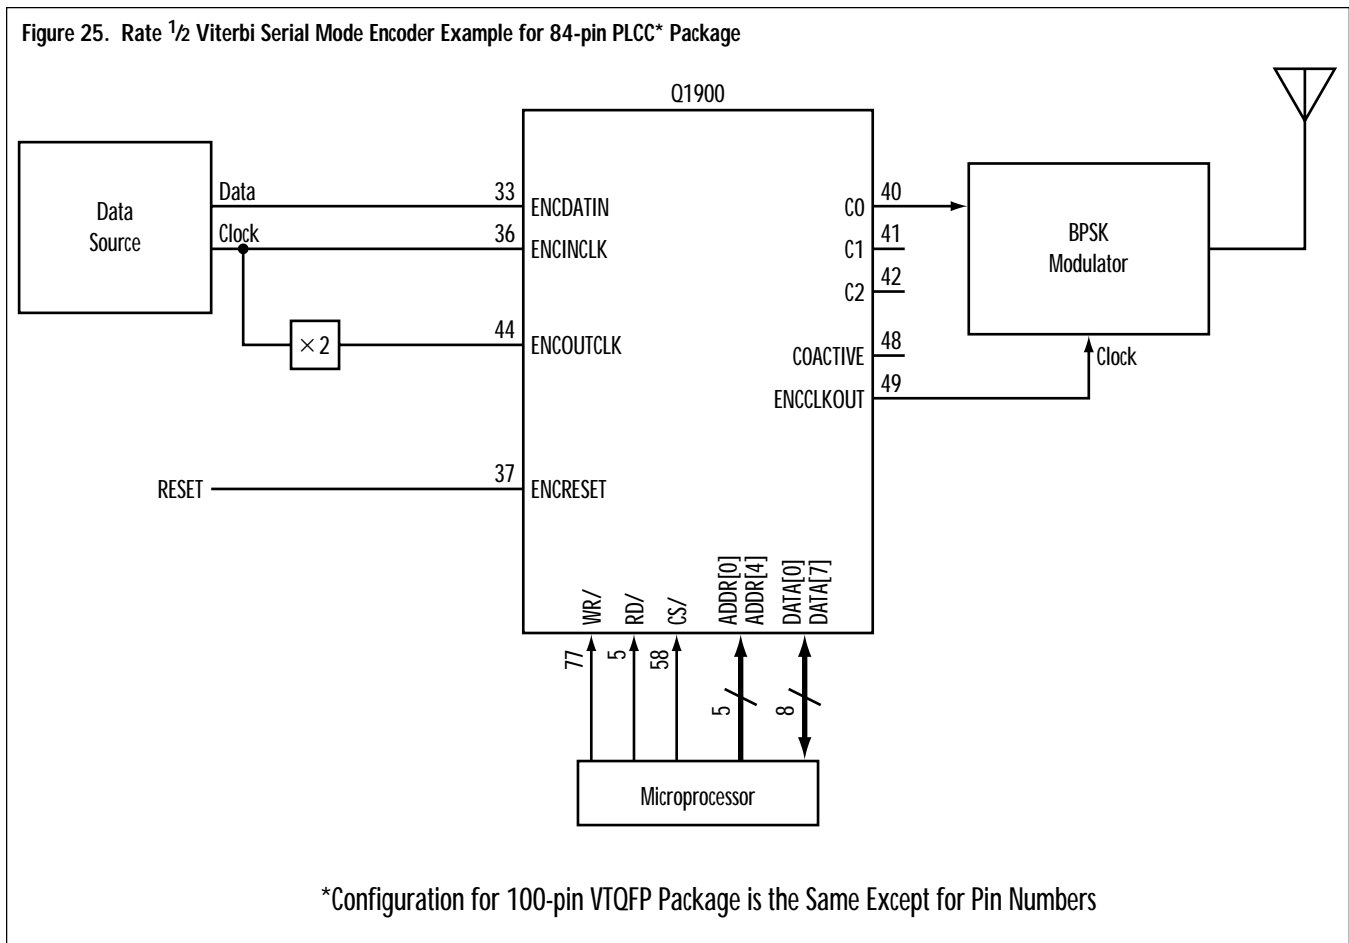 Figure 25. Rate 1/2 Viterbi Serial Mode Encoder Example for 84-pin PLCC* Package
Q1900
Data
Source
Data
Clock
×2
33
36
44
37
RESET
ENCDATIN
ENCINCLK
ENCOUTCLK
ENCRESET
C0
C1
C2
COACTIVE
ENCCLKOUT
40
41
42
48
49
BPSK
Modulator
Clock
WR/
RD/
CS/
ADDR[0]
ADDR[4]
DATA[0]
DATA[7]
77
5
58
5
8
Microprocessor
*Configuration for 100-pin VTQFP Package is the Same Except for Pin Numbers